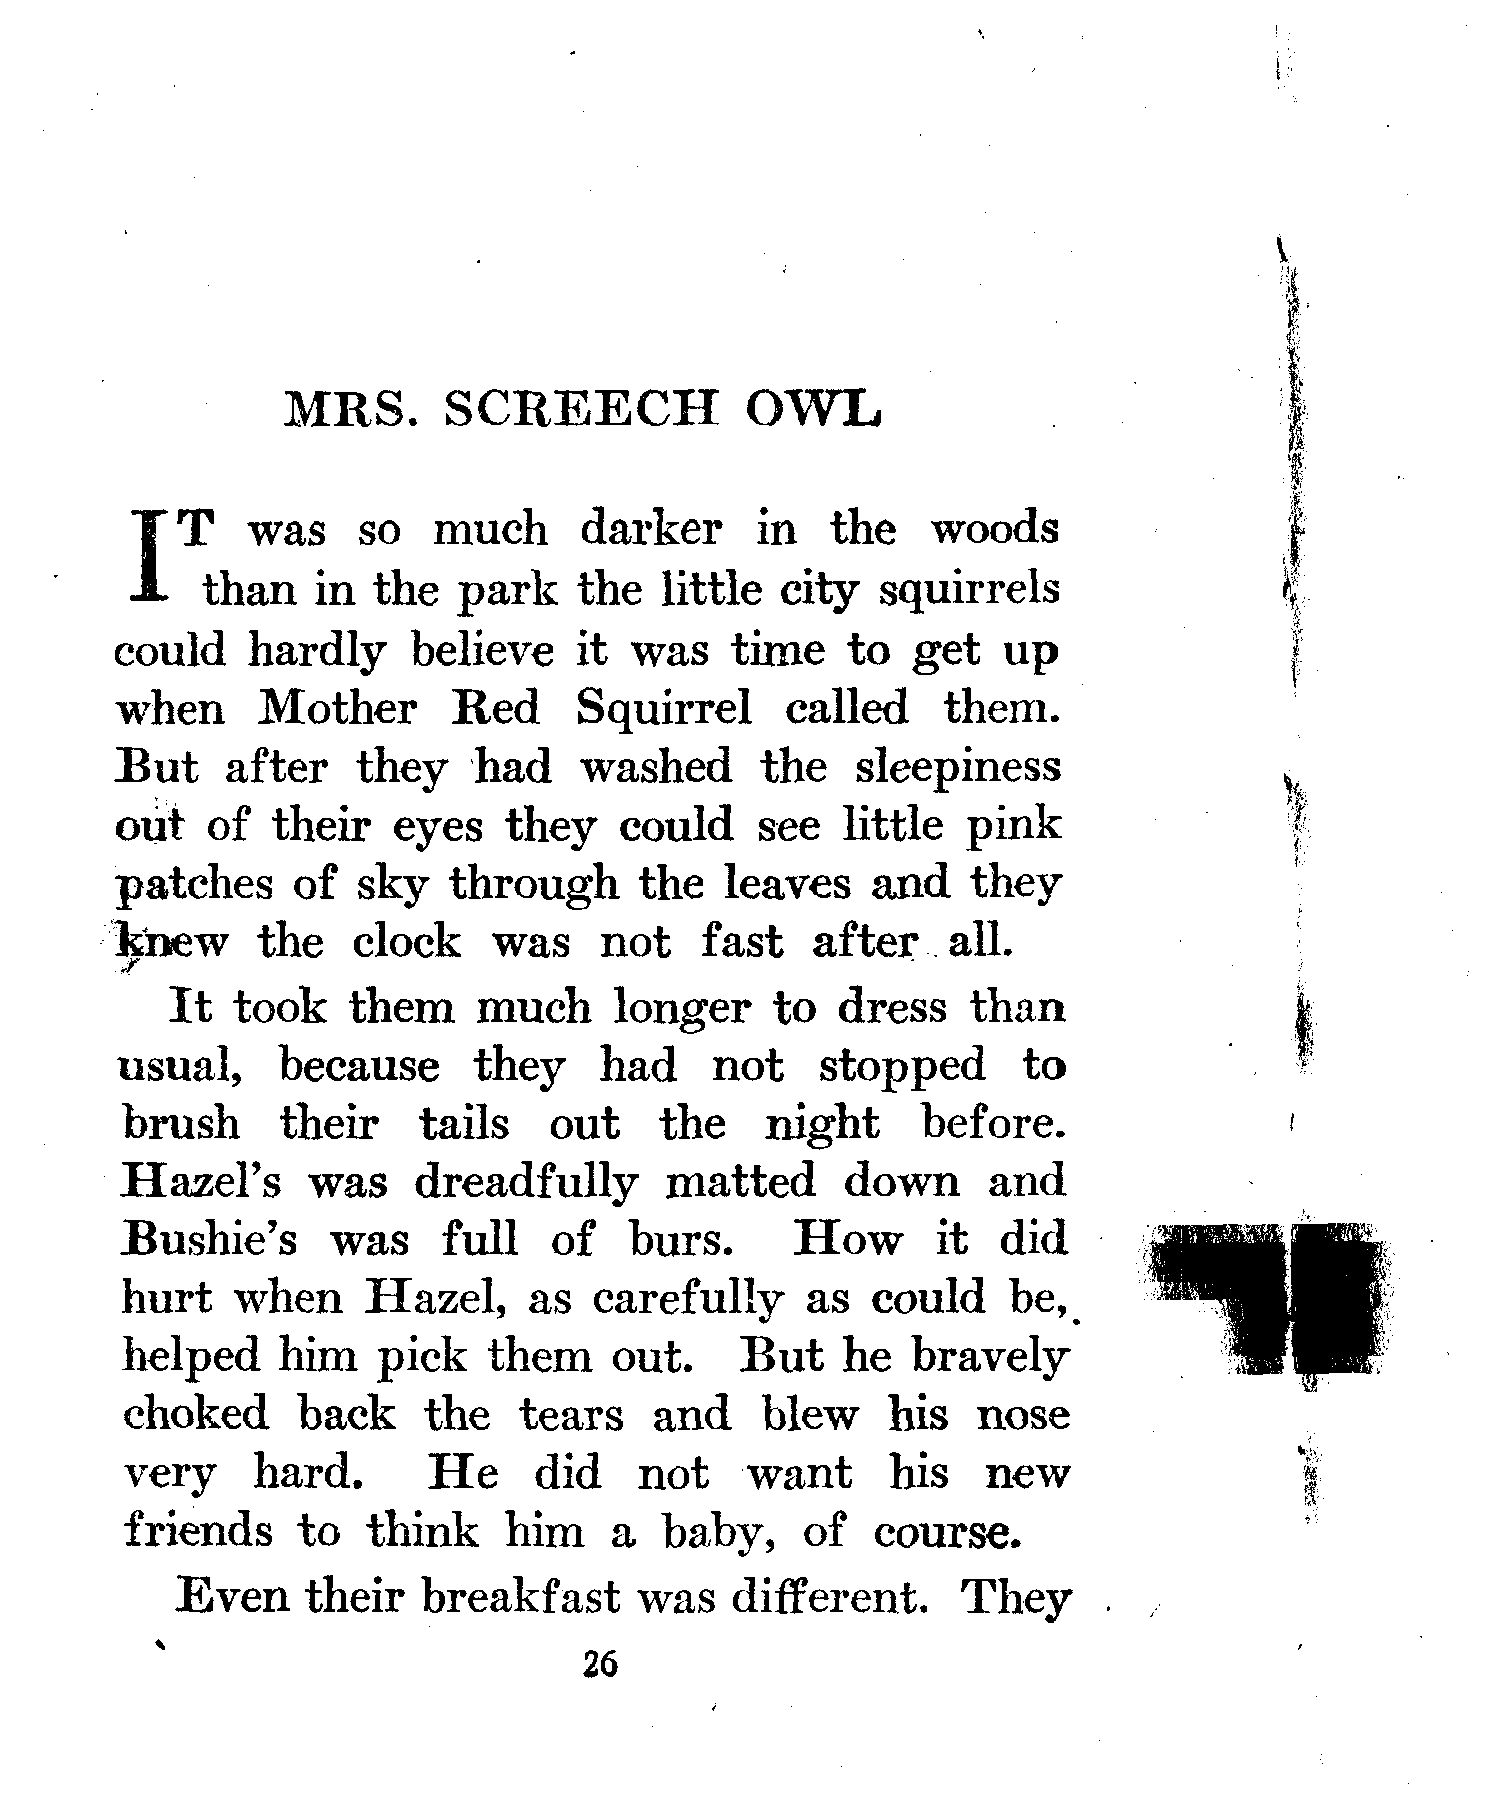 MRS. SCREECH OWL
IT was so much darker in the woods
than in the park the little city squirrels
could hardly believe it was time to get up
when Mother Red Squirrel called them.
But after they had washed the sleepiness
out of their eyes they could see little pink
patches of sky through the leaves and they
knew the clock was not fast after all.
It took them much longer to dress than
usual, because they had not stopped to
brush their tails out the night before.
Hazel's was dreadfully matted down and
Bushie's was full of burs. How it did
hurt when Hazel, as carefully as could be,
helped him pick them out. But he bravely
choked back the tears and blew his nose
very hard. He did not want his new
friends to think him a baby, of course.
Even their breakfast was different. They
26